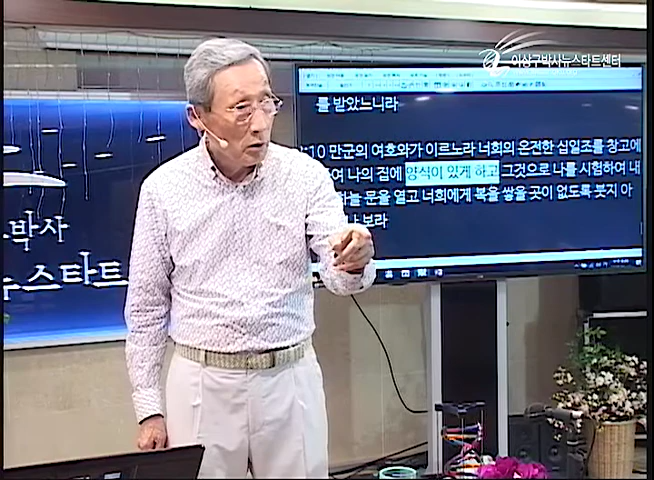 이상구박사뉴스타트센터
를 받았느니라
10 만군의 여호와가 이르노라 너희의 온전한 십일조를 창고에
여 나의 집에 양식이 있게 하고 그것으로 나를 시험하여 내
하늘 문을 열고 너희에게 복을 쌓을 곳이 없도록 붓지 아
나 보라
박사
뉴스타트